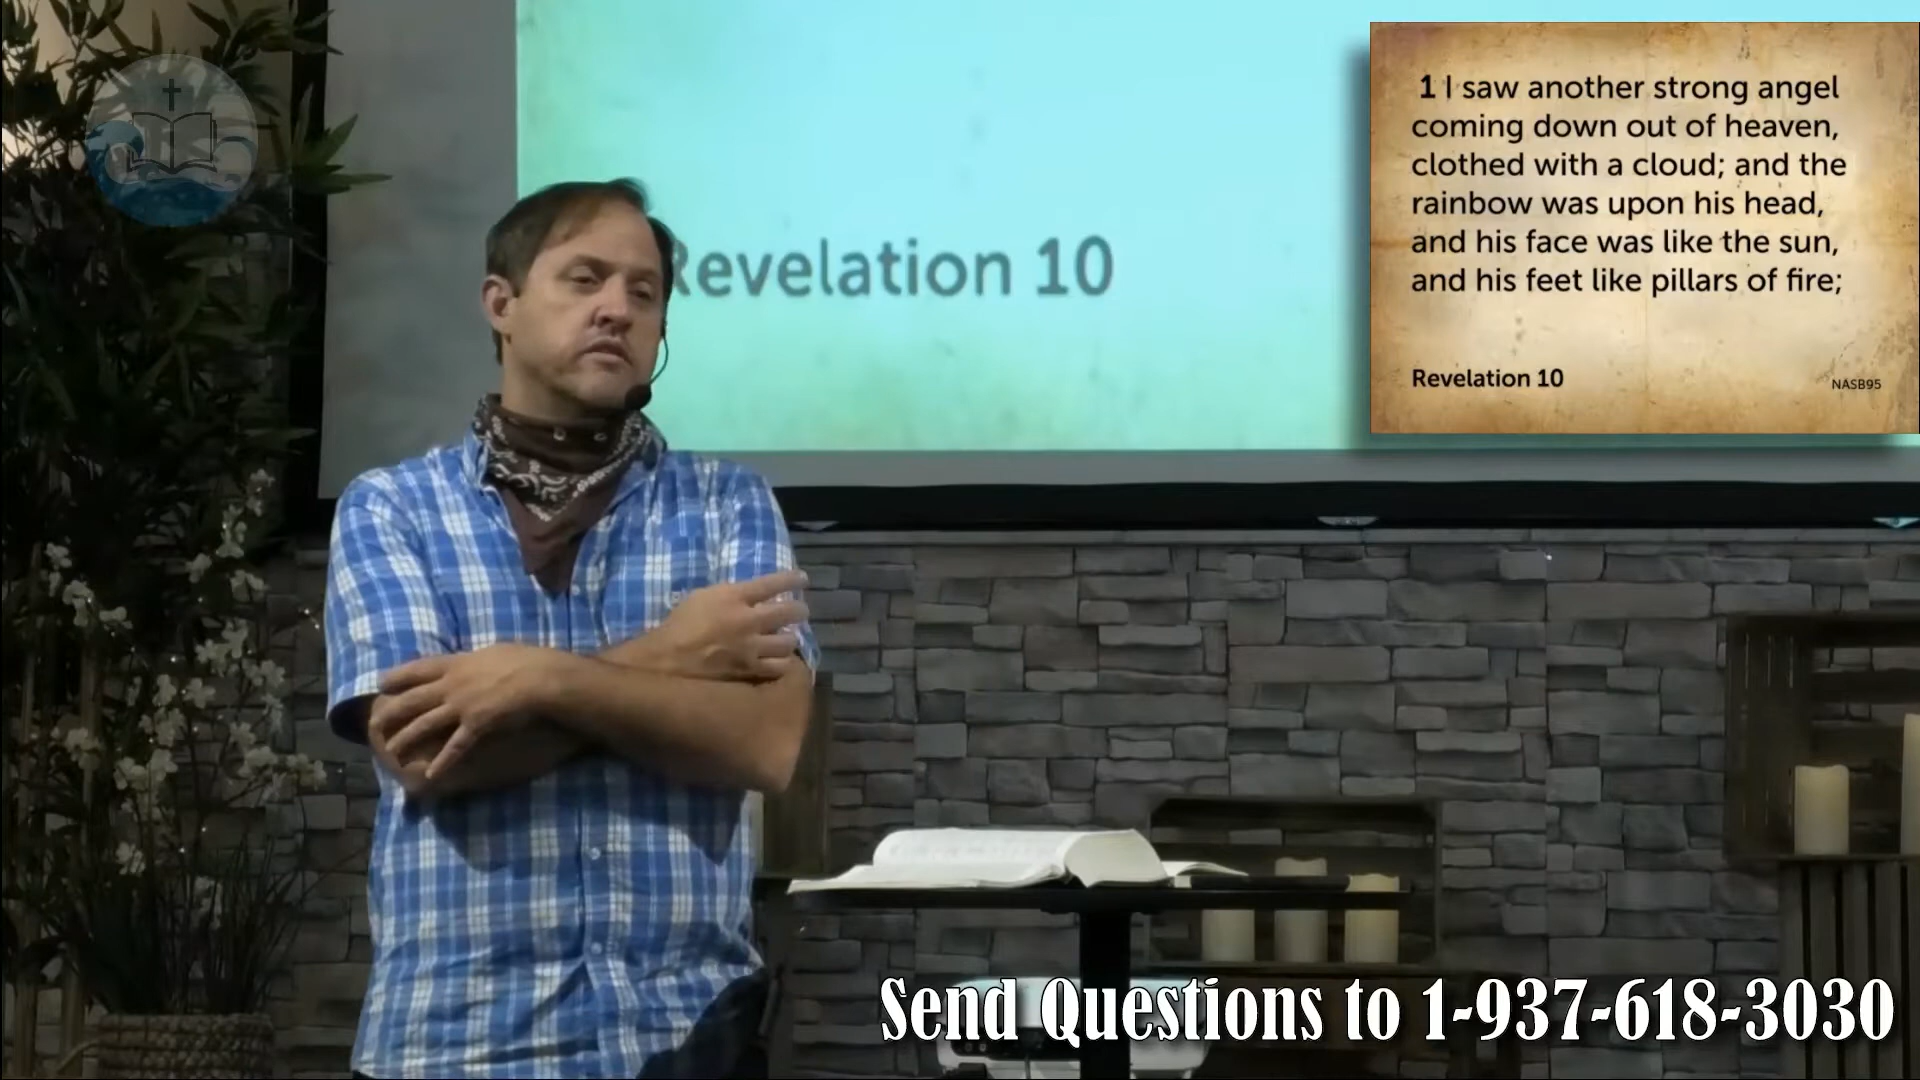 Revelation 10
1 I saw another strong angel
coming down out of heaven,
clothed with a cloud; and the
rainbow was upon his head,
and his face was like the sun,
and his feet like pillars of fire;
Revelation 10
NASB95
Send Questions to 1-937-618-3030